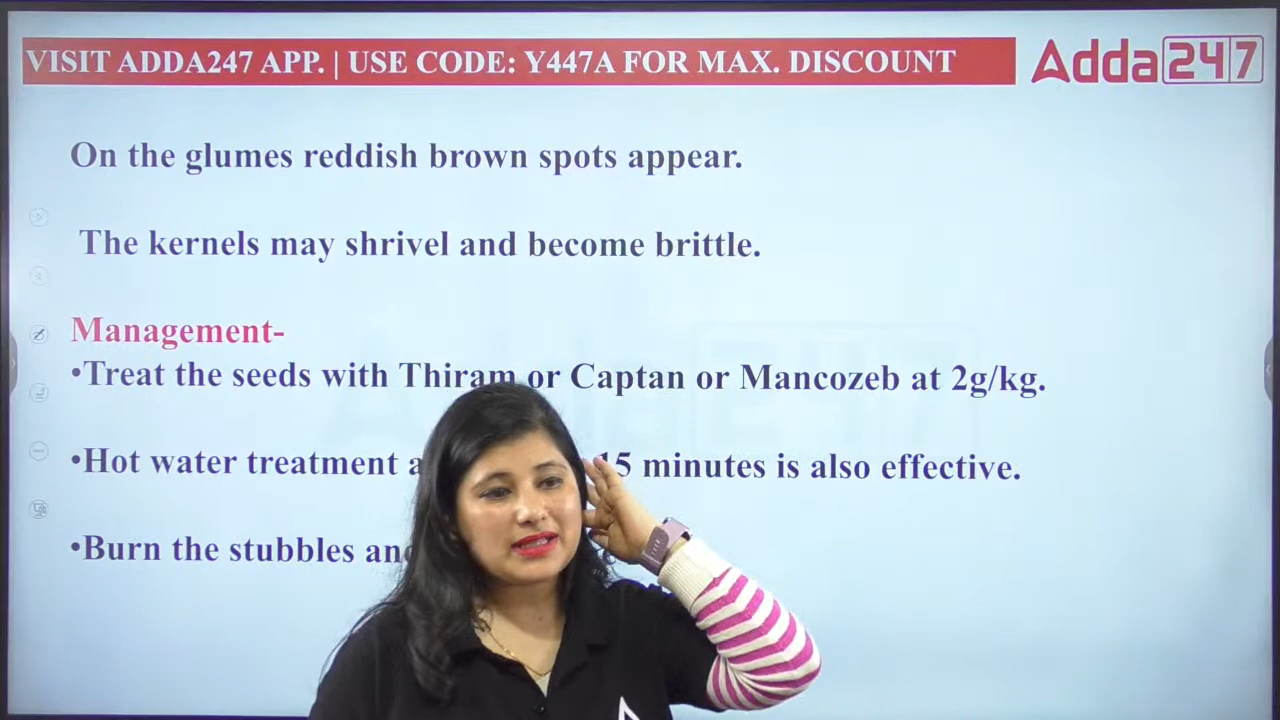 VISIT ADDA247 APP. | USE CODE: Y447A FOR MAX. DISCOUNT
Adda247
On the glumes reddish brown spots appear.
The kernels may shrivel and become brittle.
Management-
•Treat the seeds with Thiram or Captan or Mancozeb at 2g/kg.
•Hot water treatment 15 minutes is also effective.
•Burn the stubbles